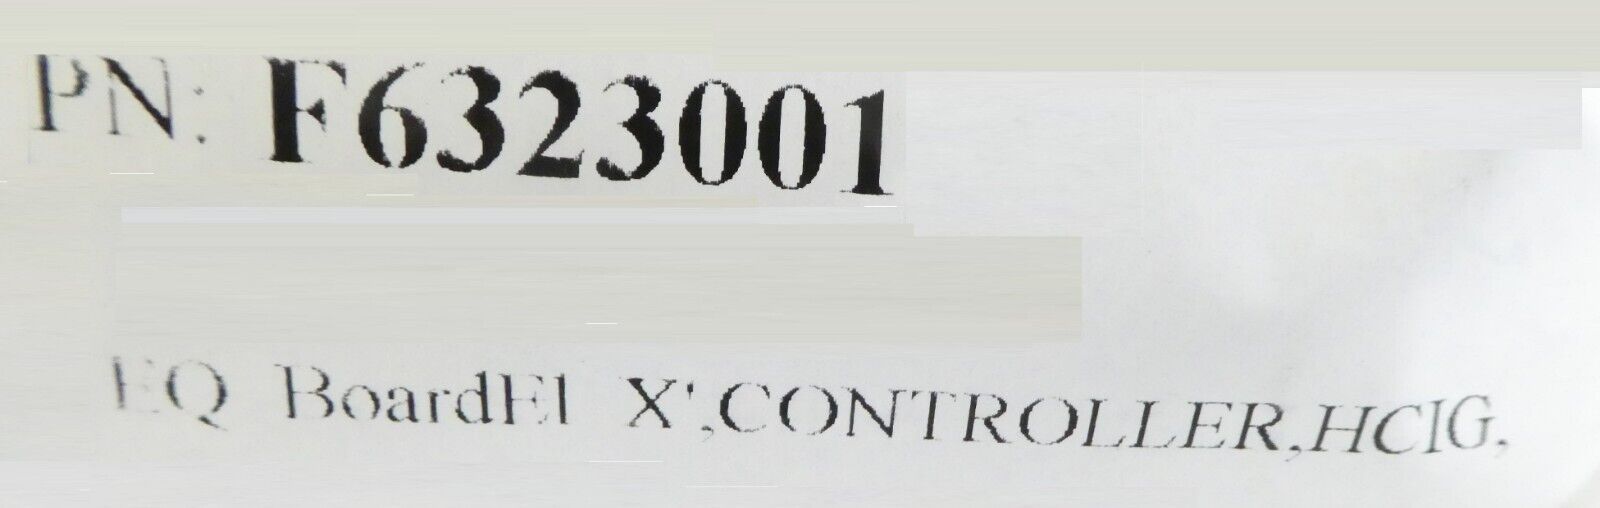 PN: F6323001
EQ BoardEl X',CONTROLLER,HCIG,